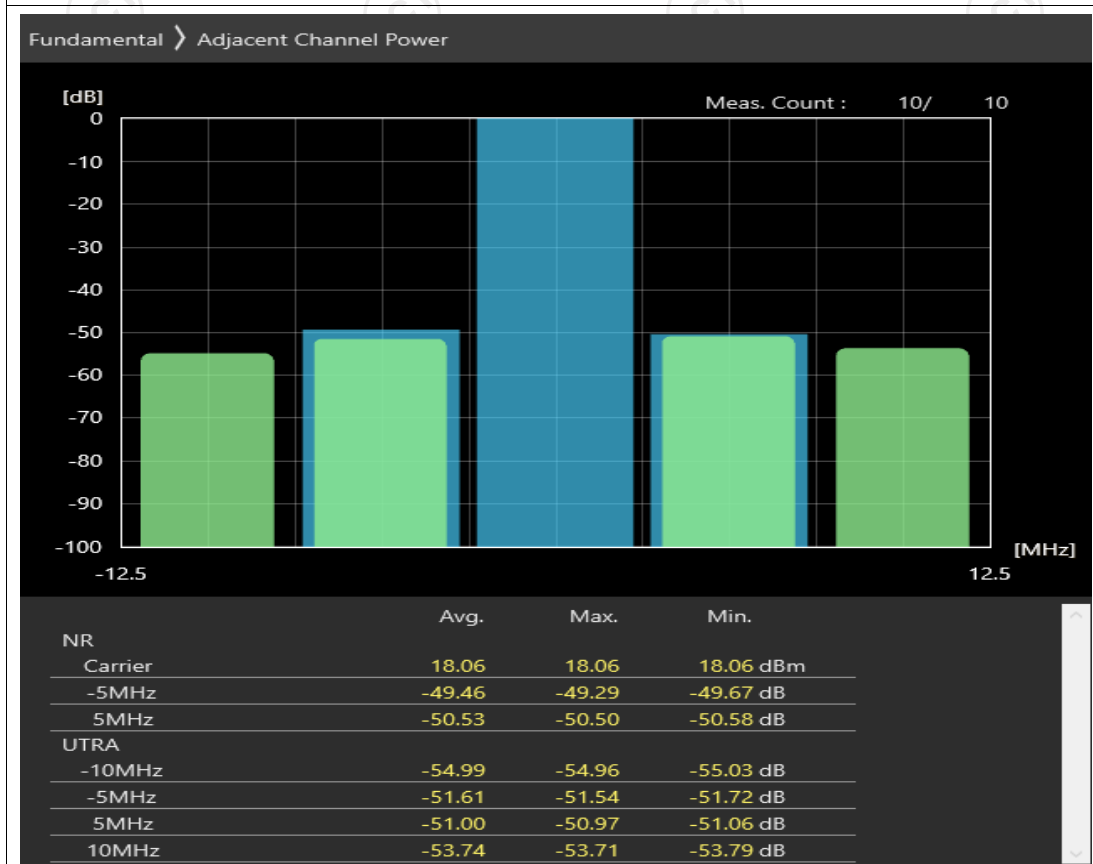 Fundamental ❯ Adjacent Channel Power
[dB]
Meas. Count : 10/ 10
0
-10
-20
-30
-40
-50
-60
-70
-80
-90
-100
[MHz]
-12.5 12.5
Avg. Max. Min.
NR
Carrier 18.06 18.06 18.06 dBm
-5MHz -49.46 -49.29 -49.67 dB
5MHz -50.53 -50.50 -50.58 dB
UTRA
-10MHz -54.99 -54.96 -55.03 dB
-5MHz -51.61 -51.54 -51.72 dB
5MHz -51.00 -50.97 -51.06 dB
10MHz -53.74 -53.71 -53.79 dB